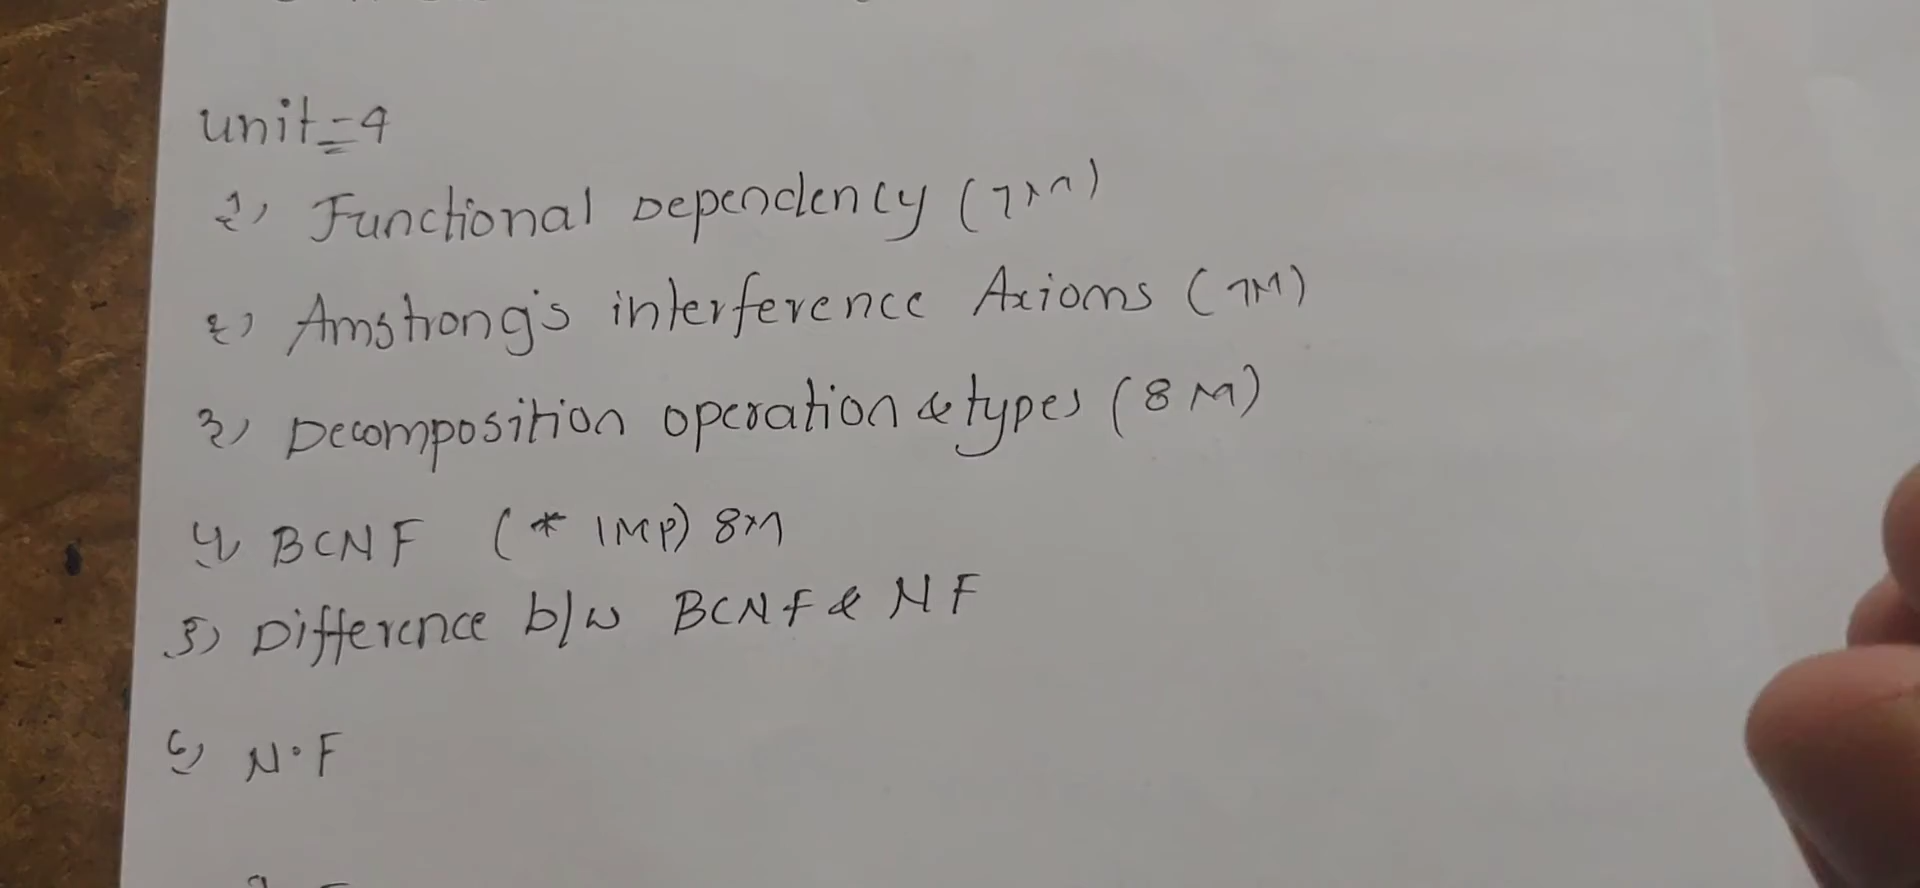 unit=4
1) Functional Dependency (7M)
2) Amstrong's interference Axioms (7M)
3) Decomposition operation & types (8M)
4) BCNF (* IMP) 8M
5) Difference b/w BCNF & NF
6) N.F